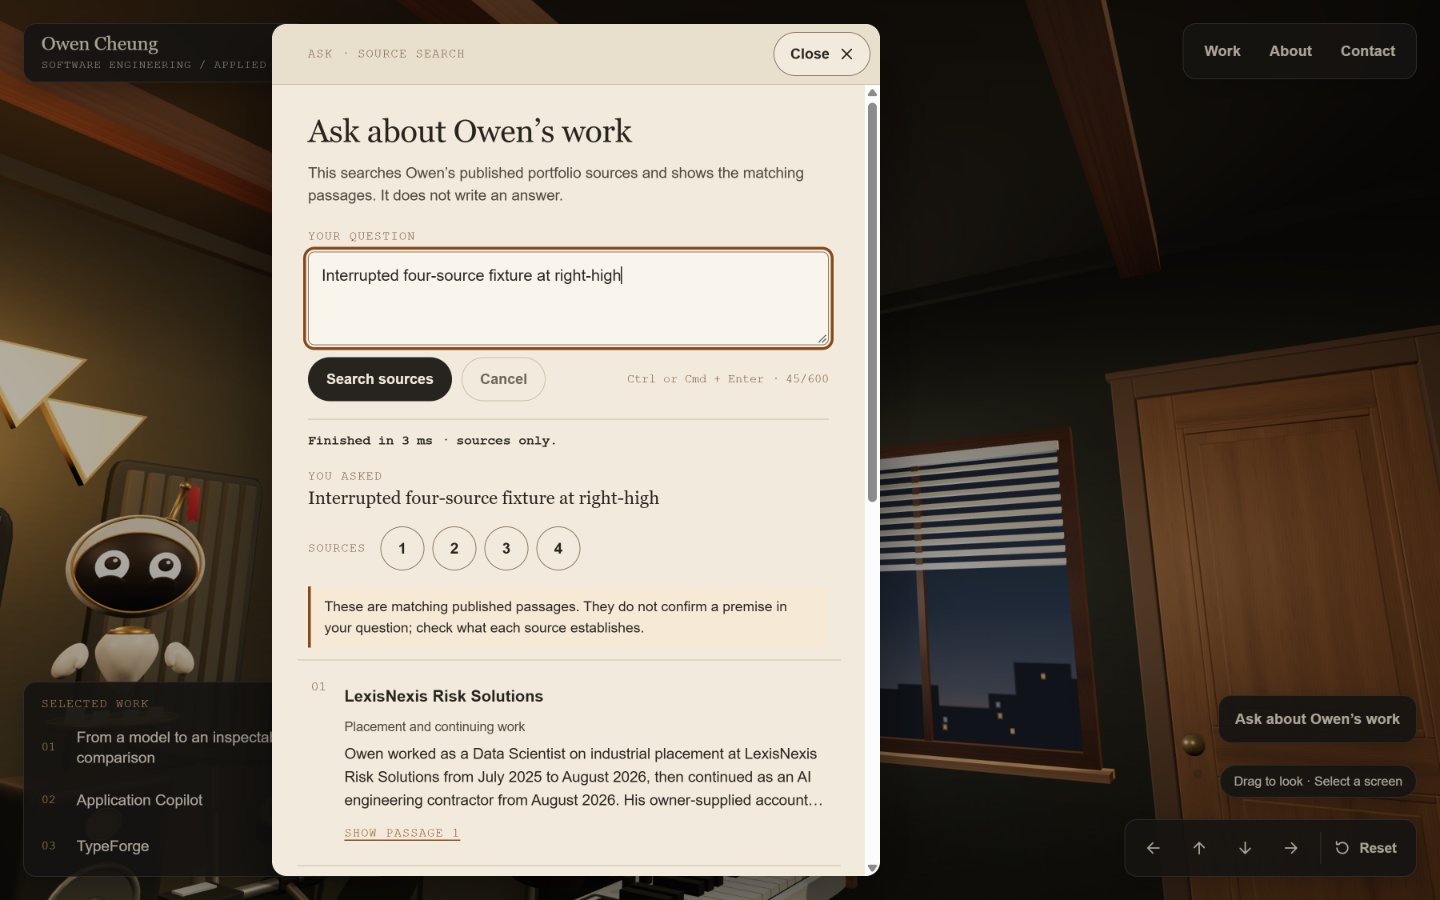 Owen Cheung
SOFTWARE ENGINEERING / APPLIED
Work
About
Contact
ASK · SOURCE SEARCH
Close
Ask about Owen’s work
This searches Owen’s published portfolio sources and shows the matching
passages. It does not write an answer.
YOUR QUESTION
Interrupted four-source fixture at right-high
Search sources
Cancel
Ctrl or Cmd + Enter · 45/600
Finished in 3 ms · sources only.
YOU ASKED
Interrupted four-source fixture at right-high
SOURCES 1 2 3 4
These are matching published passages. They do not confirm a premise in
your question; check what each source establishes.
01 LexisNexis Risk Solutions
Placement and continuing work
Owen worked as a Data Scientist on industrial placement at LexisNexis
Risk Solutions from July 2025 to August 2026, then continued as an AI
engineering contractor from August 2026. His owner-supplied account…
SHOW PASSAGE 1
SELECTED WORK
01 From a model to an inspectab
comparison
02 Application Copilot
03 TypeForge
Ask about Owen’s work
Drag to look · Select a screen
Reset